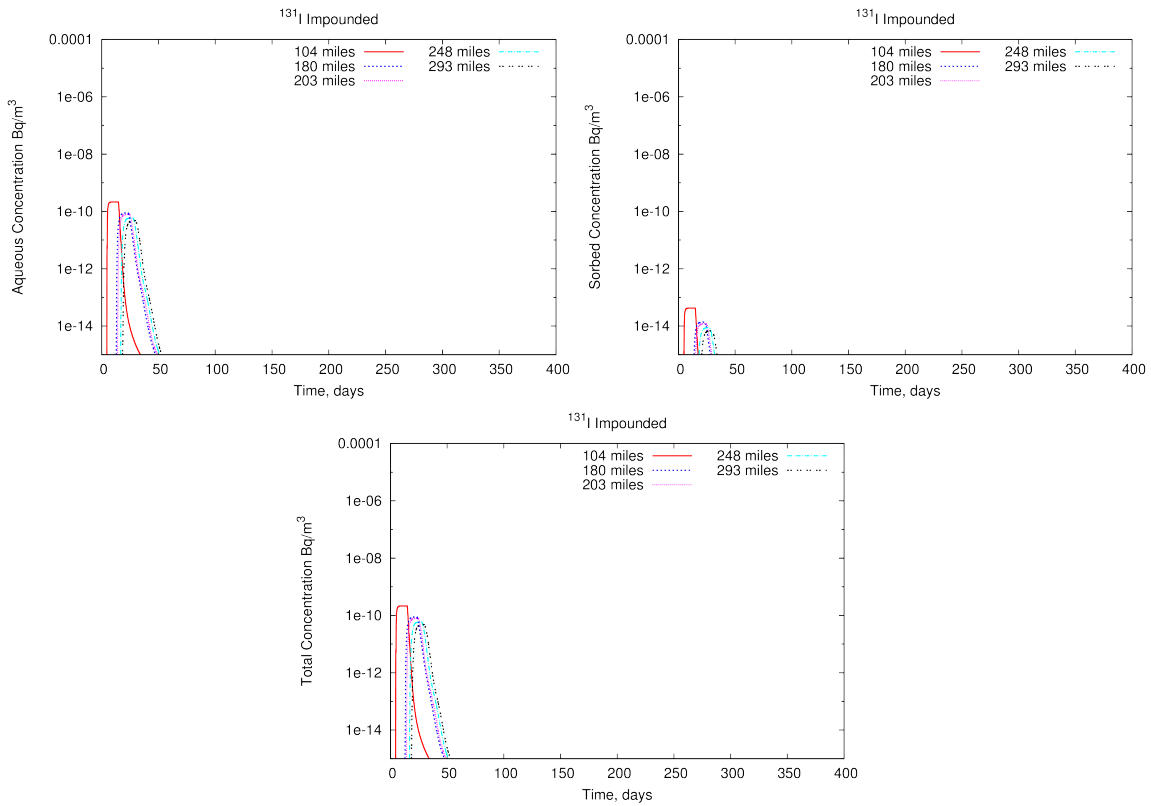 ¹³¹I Impounded
0.0001
1e-06
1e-08
1e-10
1e-12
1e-14
Aqueous Concentration Bq/m³
104 miles
180 miles
203 miles
248 miles
293 miles
0 50 100 150 200 250 300 350 400
Time, days
¹³¹I Impounded
0.0001
1e-06
1e-08
1e-10
1e-12
1e-14
Sorbed Concentration Bq/m³
104 miles
180 miles
203 miles
248 miles
293 miles
0 50 100 150 200 250 300 350 400
Time, days
¹³¹I Impounded
0.0001
1e-06
1e-08
1e-10
1e-12
1e-14
Total Concentration Bq/m³
104 miles
180 miles
203 miles
248 miles
293 miles
0 50 100 150 200 250 300 350 400
Time, days